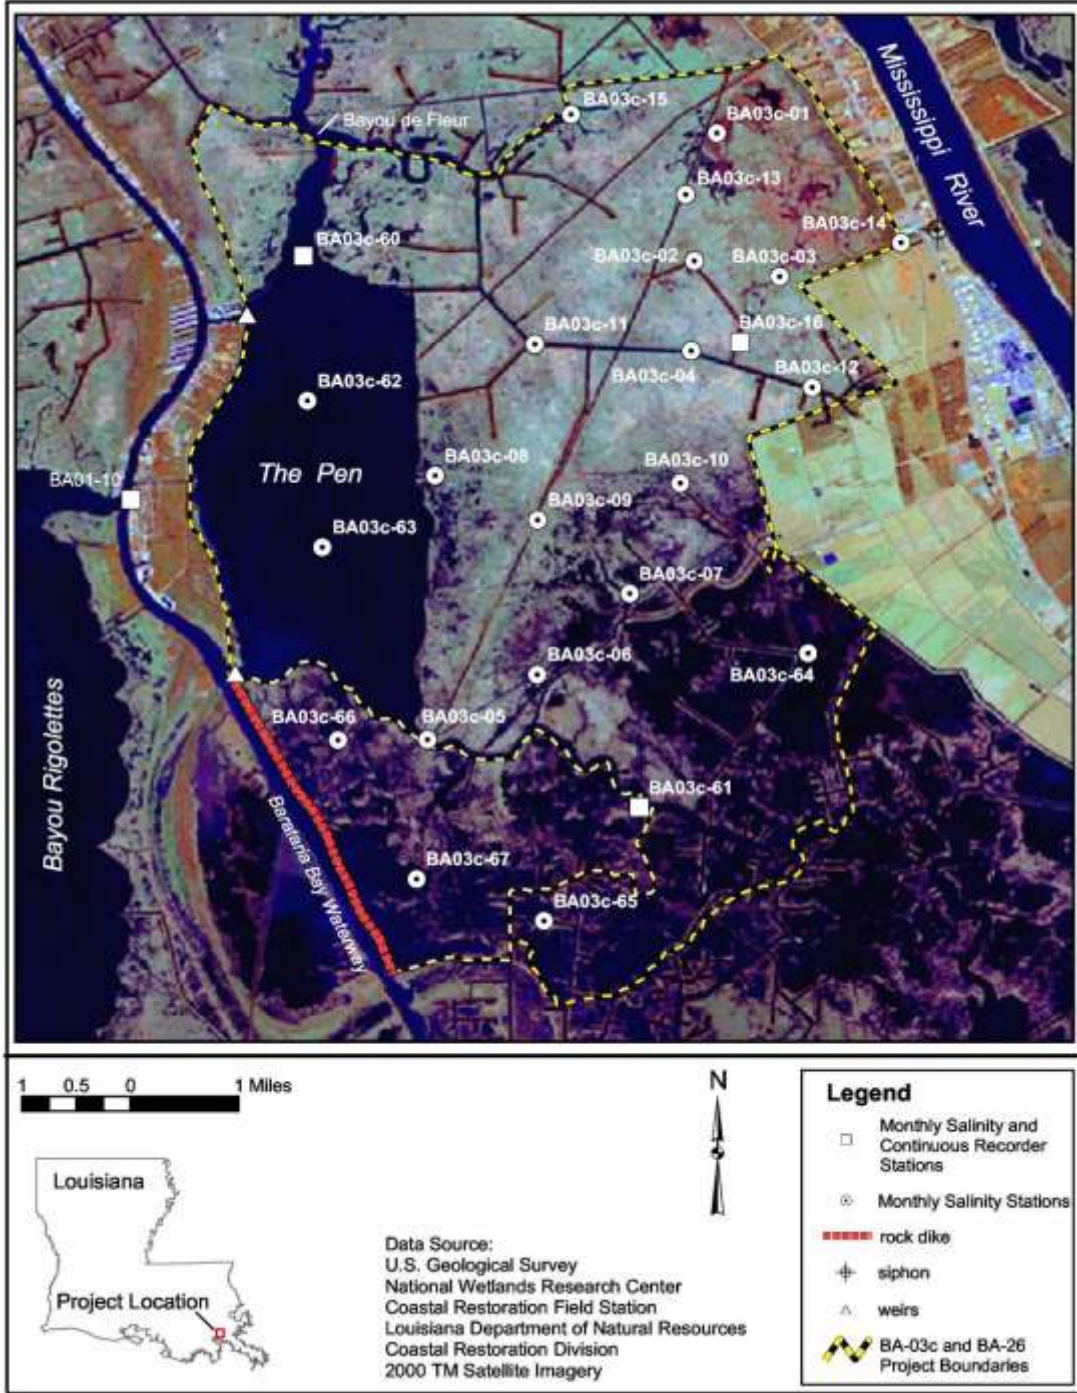 Mississippi River
BA03c-15
BA03c-01
Bayou de Fleur
BA03c-13
BA03c-14
BA03c-60
BA03c-02
BA03c-03
BA03c-11
BA03c-16
BA03c-04
BA03c-12
BA03c-62
BA03c-08
BA03c-10
The Pen
BA01-10
BA03c-09
BA03c-63
BA03c-07
BA03c-06
BA03c-64
BA03c-66
BA03c-05
Bayou Rigolettes
BA03c-61
Barataria Bay Waterway
BA03c-67
BA03c-65
1 0.5 0 1 Miles
N
Louisiana
Project Location
Data Source:
U.S. Geological Survey
National Wetlands Research Center
Coastal Restoration Field Station
Louisiana Department of Natural Resources
Coastal Restoration Division
2000 TM Satellite Imagery
Legend
Monthly Salinity and
Continuous Recorder
Stations
Monthly Salinity Stations
rock dike
siphon
weirs
BA-03c and BA-26
Project Boundaries